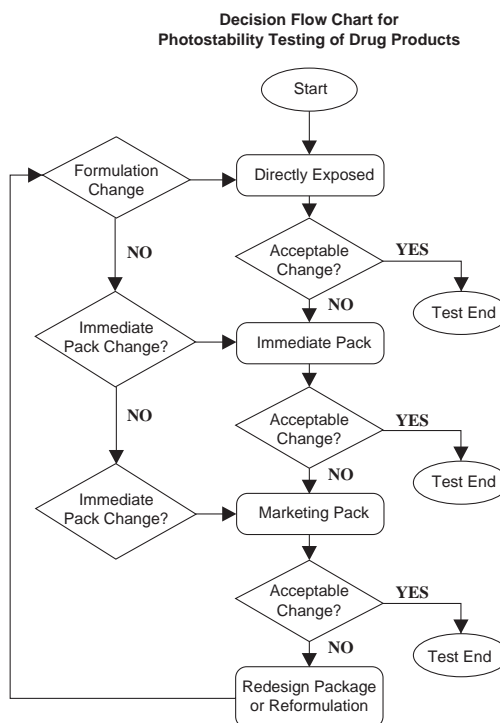 Decision Flow Chart for
Photostability Testing of Drug Products
Start
Formulation
Change
Directly Exposed
NO
Acceptable
Change?
YES
NO
Test End
Immediate
Pack Change?
Immediate Pack
NO
Acceptable
Change?
YES
NO
Test End
Immediate
Pack Change?
Marketing Pack
Acceptable
Change?
YES
NO
Test End
Redesign Package
or Reformulation